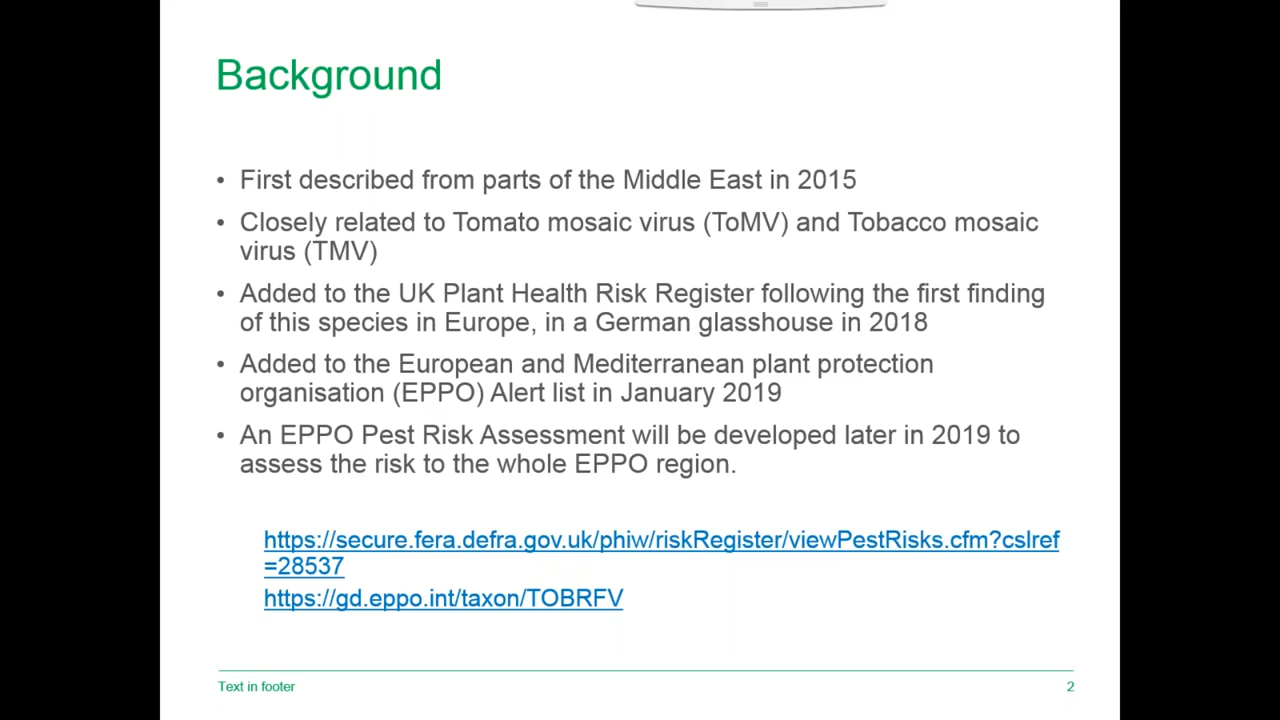 Background
• First described from parts of the Middle East in 2015
• Closely related to Tomato mosaic virus (ToMV) and Tobacco mosaic
virus (TMV)
• Added to the UK Plant Health Risk Register following the first finding
of this species in Europe, in a German glasshouse in 2018
• Added to the European and Mediterranean plant protection
organisation (EPPO) Alert list in January 2019
• An EPPO Pest Risk Assessment will be developed later in 2019 to
assess the risk to the whole EPPO region.
https://secure.fera.defra.gov.uk/phiw/riskRegister/viewPestRisks.cfm?cslref
=28537
https://gd.eppo.int/taxon/TOBRFV
Text in footer
2